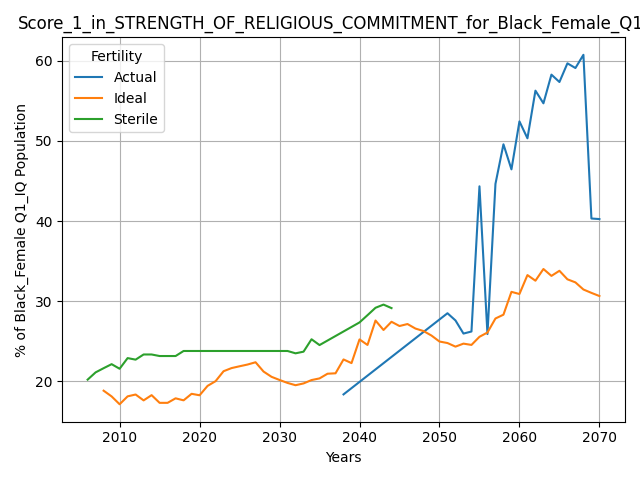 Score_1_in_STRENGTH_OF_RELIGIOUS_COMMITMENT_for_Black_Female_Q1
% of Black_Female Q1_IQ Population
Fertility
Actual
Ideal
Sterile
60
50
40
30
20
2010 2020 2030 2040 2050 2060 2070
Years